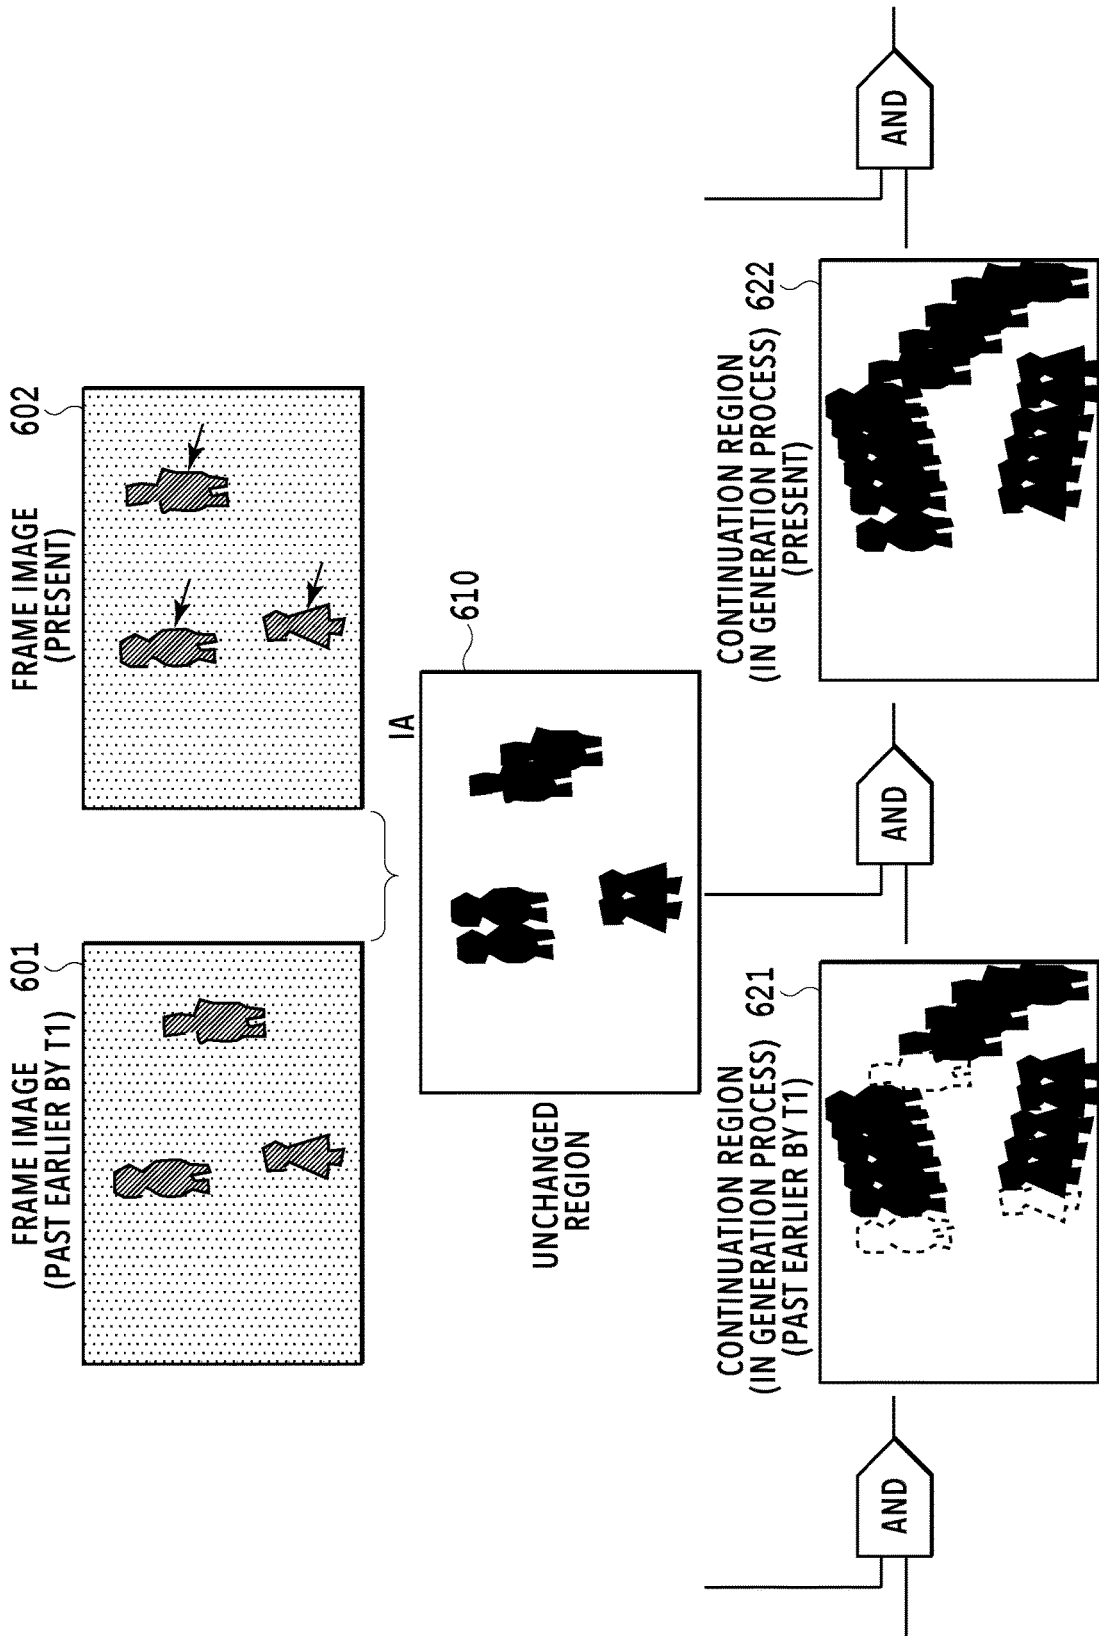 FRAME IMAGE
(PAST EARLIER BY T1)
601
FRAME IMAGE
(PRESENT)
602
IA
610
UNCHANGED
REGION
CONTINUATION REGION
(IN GENERATION PROCESS)
(PAST EARLIER BY T1)
621
CONTINUATION REGION
(IN GENERATION PROCESS)
(PRESENT)
622
AND
AND
AND